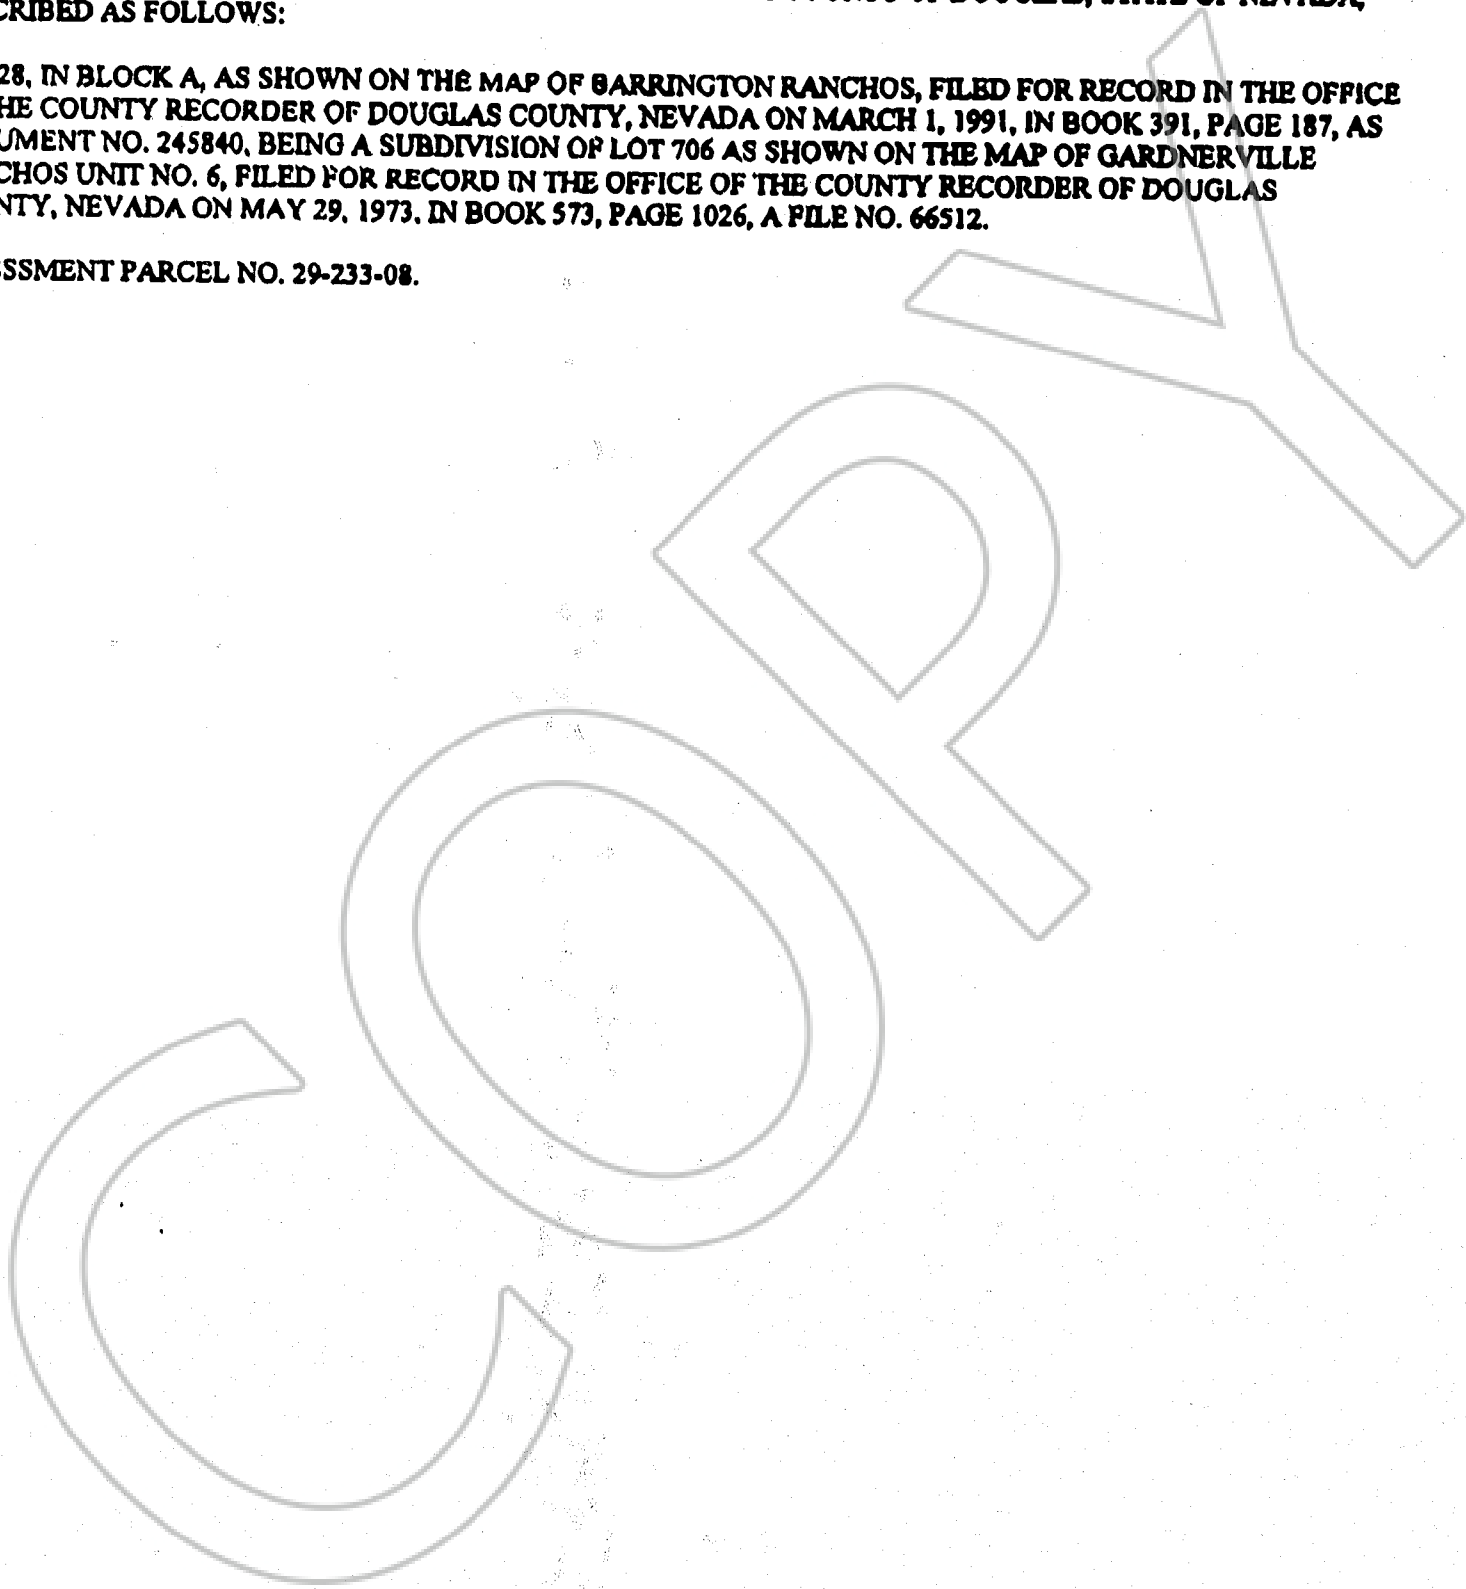 CRIBED AS FOLLOWS:
28, IN BLOCK A, AS SHOWN ON THE MAP OF BARRINGTON RANCHOS, FILED FOR RECORD IN THE OFFICE
HE COUNTY RECORDER OF DOUGLAS COUNTY, NEVADA ON MARCH 1, 1991, IN BOOK 391, PAGE 187, AS
UMENT NO. 245840, BEING A SUBDIVISION OF LOT 706 AS SHOWN ON THE MAP OF GARDNERVILLE
CHOS UNIT NO. 6, FILED FOR RECORD IN THE OFFICE OF THE COUNTY RECORDER OF DOUGLAS
NTY, NEVADA ON MAY 29, 1973, IN BOOK 573, PAGE 1026, A FILE NO. 66512.
SSMENT PARCEL NO. 29-233-08.
COPY